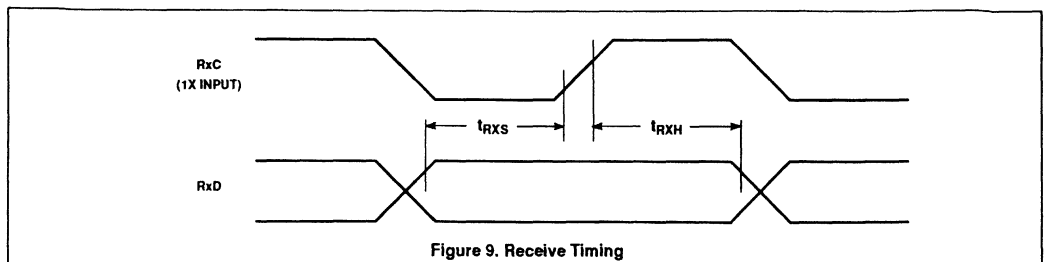 RxC
(1X INPUT)
tRXS
tRXH
RxD
Figure 9. Receive Timing